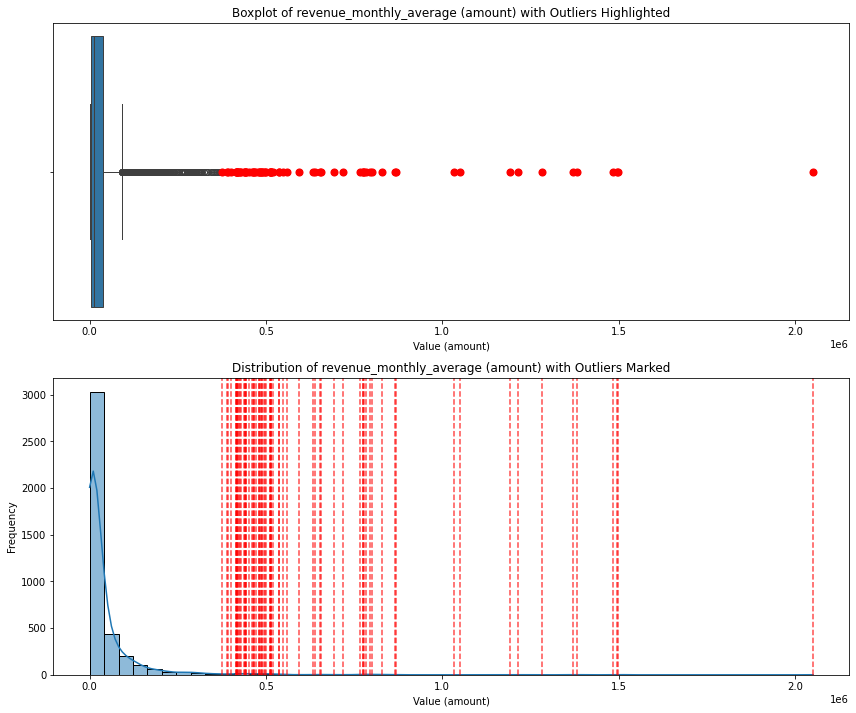 Boxplot of revenue_monthly_average (amount) with Outliers Highlighted
0.0 0.5 1.0 1.5 2.0
1e6
Value (amount)
Distribution of revenue_monthly_average (amount) with Outliers Marked
3000
2500
2000
1500
1000
500
0
Frequency
0.0 0.5 1.0 1.5 2.0
1e6
Value (amount)